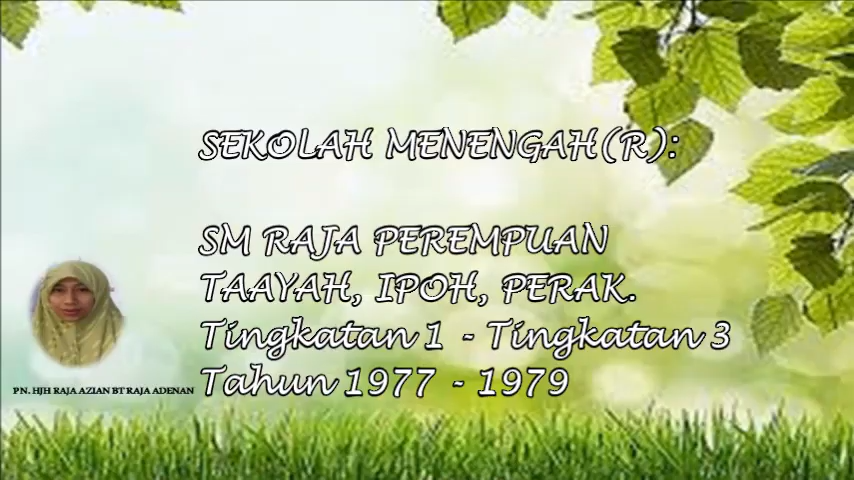 SEKOLAH MENENGAH(R):
SM RAJA PEREMPUAN
TAAYAH, IPOH, PERAK.
Tingkatan 1 - Tingkatan 3
Tahun 1977 - 1979
PN. HJH RAJA AZIAN BT RAJA ADENAN